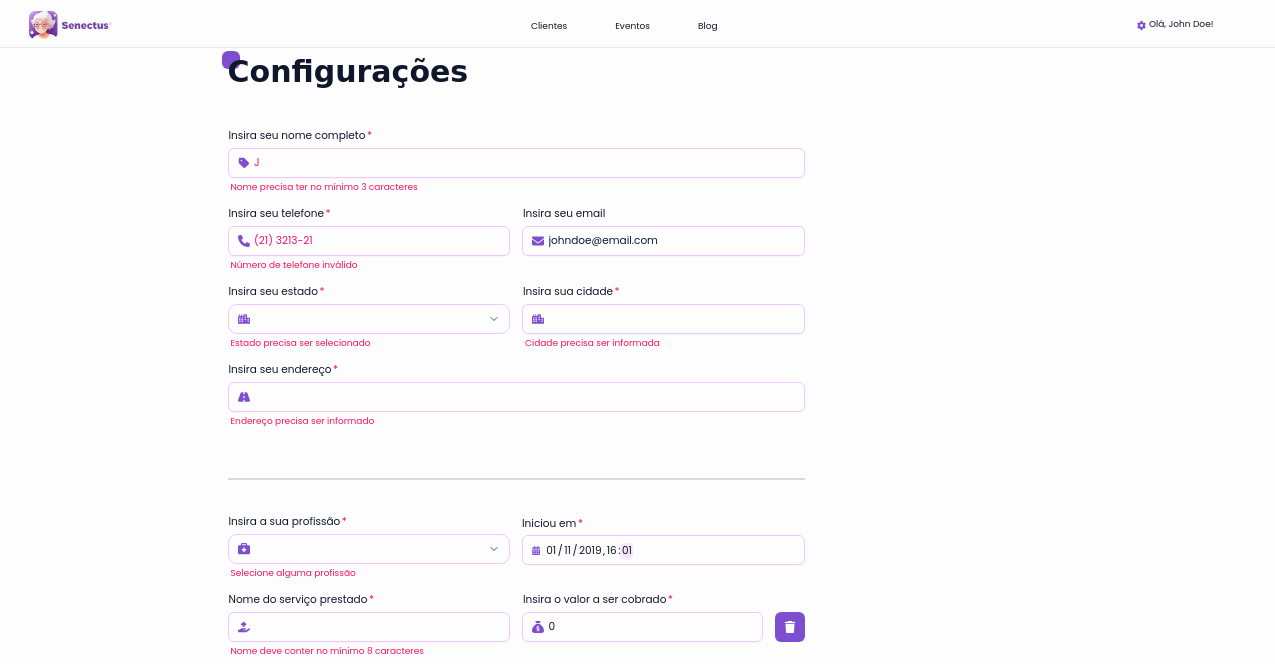 Senectus
Clientes
Eventos
Blog
Olá, John Doe!
Configurações
Insira seu nome completo*
J
Nome precisa ter no mínimo 3 caracteres
Insira seu telefone*
Insira seu email
(21) 3213-21
johndoe@email.com
Número de telefone inválido
Insira seu estado*
Insira sua cidade*
Estado precisa ser selecionado
Cidade precisa ser informada
Insira seu endereço*
Endereço precisa ser informado
Insira a sua profissão*
Iniciou em*
01/11/2019,16:01
Selecione alguma profissão
Nome do serviço prestado*
Insira o valor a ser cobrado*
0
Nome deve conter no mínimo 8 caracteres